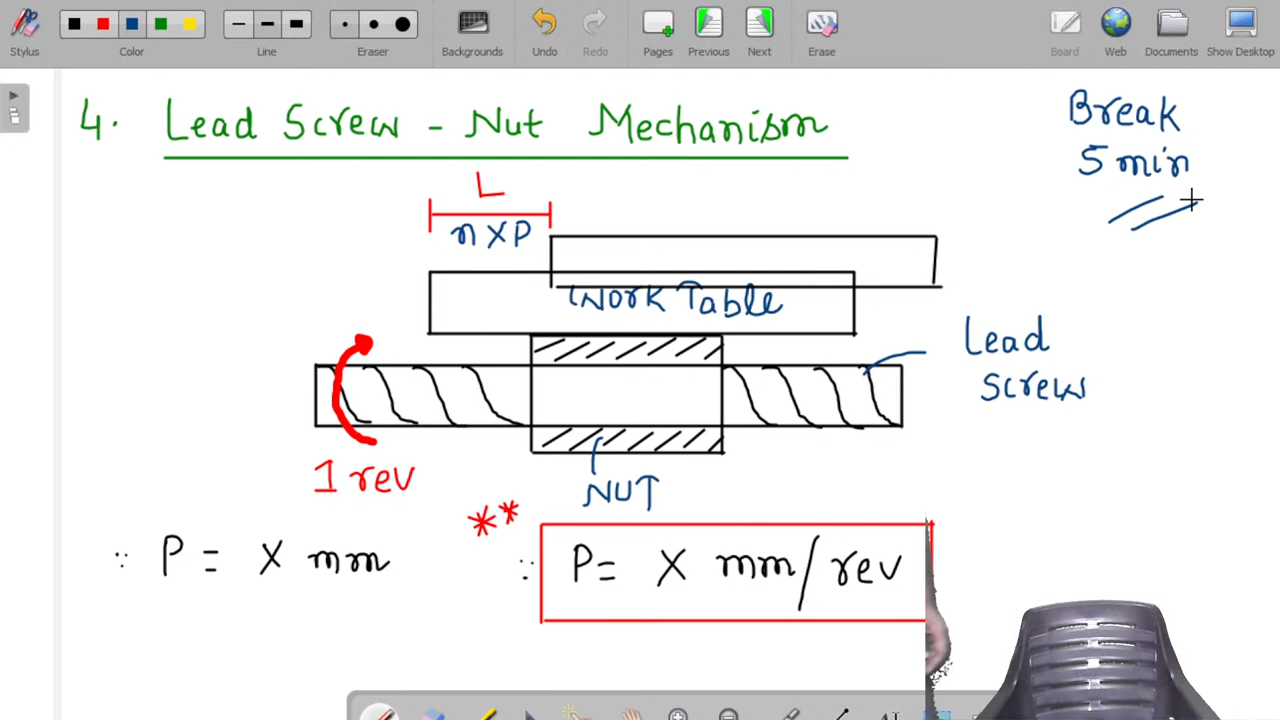 Stylus
Color
Line
Eraser
Backgrounds
Undo
Redo
Pages
Previous
Next
Erase
Board
Web
Documents
Show Desktop
4. Lead Screw - Nut Mechanism
Break
5 min
L
n X P
Work Table
Lead
Screw
1 rev
NUT
∵ P = X mm
** ∵ P = X mm/rev